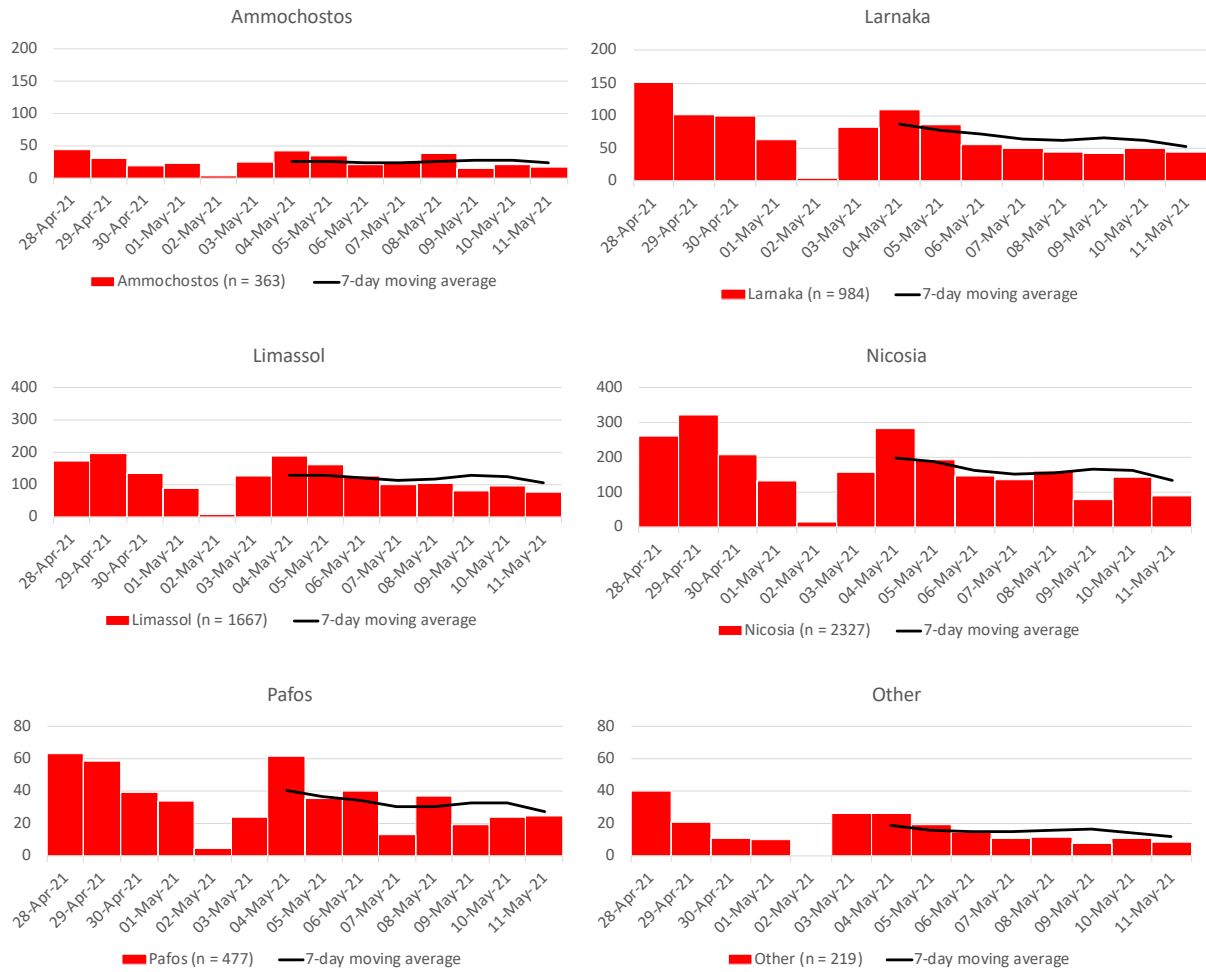 Ammochostos
200
150
100
50
0
28-Apr-21
29-Apr-21
30-Apr-21
01-May-21
02-May-21
03-May-21
04-May-21
05-May-21
06-May-21
07-May-21
08-May-21
09-May-21
10-May-21
11-May-21
Ammochostos (n = 363) 7-day moving average
Larnaka
200
150
100
50
0
28-Apr-21
29-Apr-21
30-Apr-21
01-May-21
02-May-21
03-May-21
04-May-21
05-May-21
06-May-21
07-May-21
08-May-21
09-May-21
10-May-21
11-May-21
Larnaka (n = 984) 7-day moving average
Limassol
400
300
200
100
0
28-Apr-21
29-Apr-21
30-Apr-21
01-May-21
02-May-21
03-May-21
04-May-21
05-May-21
06-May-21
07-May-21
08-May-21
09-May-21
10-May-21
11-May-21
Limassol (n = 1667) 7-day moving average
Nicosia
400
300
200
100
0
28-Apr-21
29-Apr-21
30-Apr-21
01-May-21
02-May-21
03-May-21
04-May-21
05-May-21
06-May-21
07-May-21
08-May-21
09-May-21
10-May-21
11-May-21
Nicosia (n = 2327) 7-day moving average
Pafos
80
60
40
20
0
28-Apr-21
29-Apr-21
30-Apr-21
01-May-21
02-May-21
03-May-21
04-May-21
05-May-21
06-May-21
07-May-21
08-May-21
09-May-21
10-May-21
11-May-21
Pafos (n = 477) 7-day moving average
Other
80
60
40
20
0
28-Apr-21
29-Apr-21
30-Apr-21
01-May-21
02-May-21
03-May-21
04-May-21
05-May-21
06-May-21
07-May-21
08-May-21
09-May-21
10-May-21
11-May-21
Other (n = 219) 7-day moving average